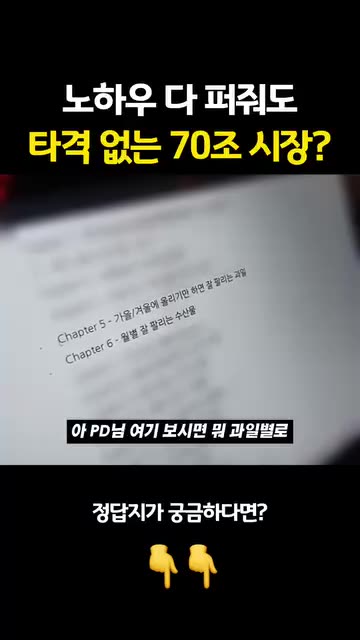 노하우 다 퍼줘도
타격 없는 70조 시장?
Chapter 5 - 가을/겨울에 올리기만 하면 잘 팔리는 과일
Chapter 6 - 월별 잘 팔리는 수산물
아 PD님 여기 보시면 뭐 과일별로
정답지가 궁금하다면?
👇👇